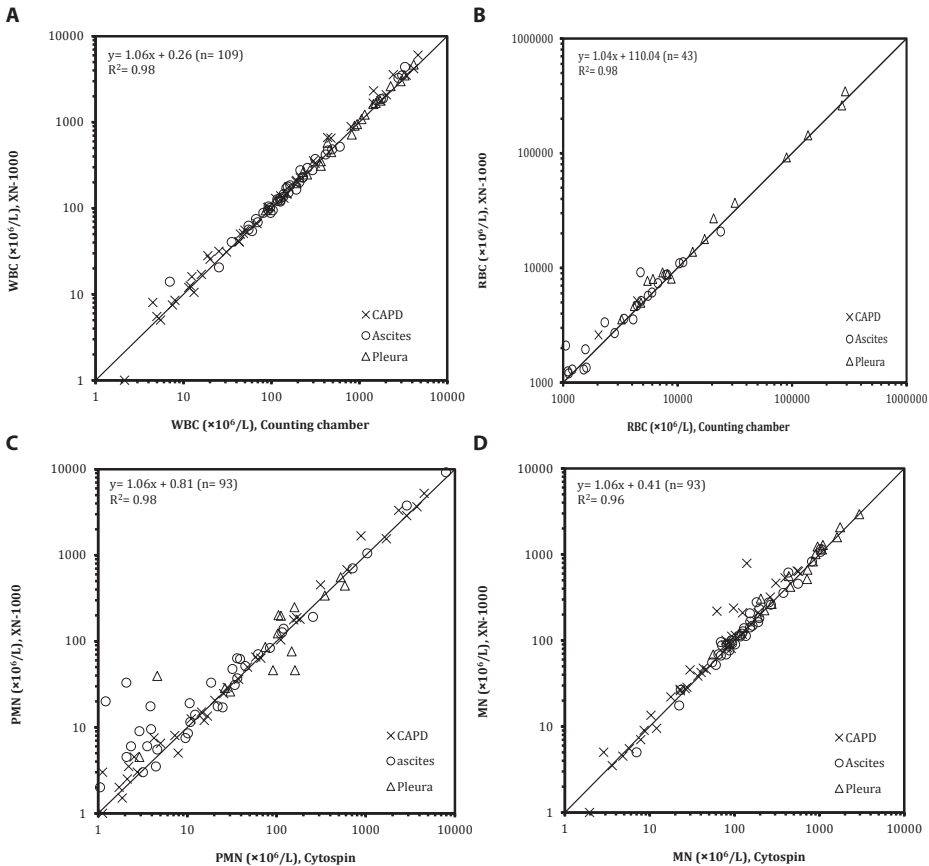 A
y= 1.06x + 0.26 (n= 109)
R²= 0.98
10000
1000
100
10
1
WBC (×10⁶/L), XN-1000
×CAPD
○Ascites
△Pleura
1 10 100 1000 10000
WBC (×10⁶/L), Counting chamber
B
y= 1.04x + 110.04 (n= 43)
R²= 0.98
1000000
100000
10000
1000
RBC (×10⁶/L), XN-1000
×CAPD
○Ascites
△Pleura
1000 10000 100000 1000000
RBC (×10⁶/L), Counting chamber
C
y= 1.06x + 0.81 (n= 93)
R²= 0.98
10000
1000
100
10
1
PMN (×10⁶/L), XN-1000
×CAPD
○ascites
△Pleura
1 10 100 1000 10000
PMN (×10⁶/L), Cytospin
D
y= 1.06x + 0.41 (n= 93)
R²= 0.96
10000
1000
100
10
1
MN (×10⁶/L), XN-1000
×CAPD
○Ascites
△Pleura
1 10 100 1000 10000
MN (×10⁶/L), Cytospin